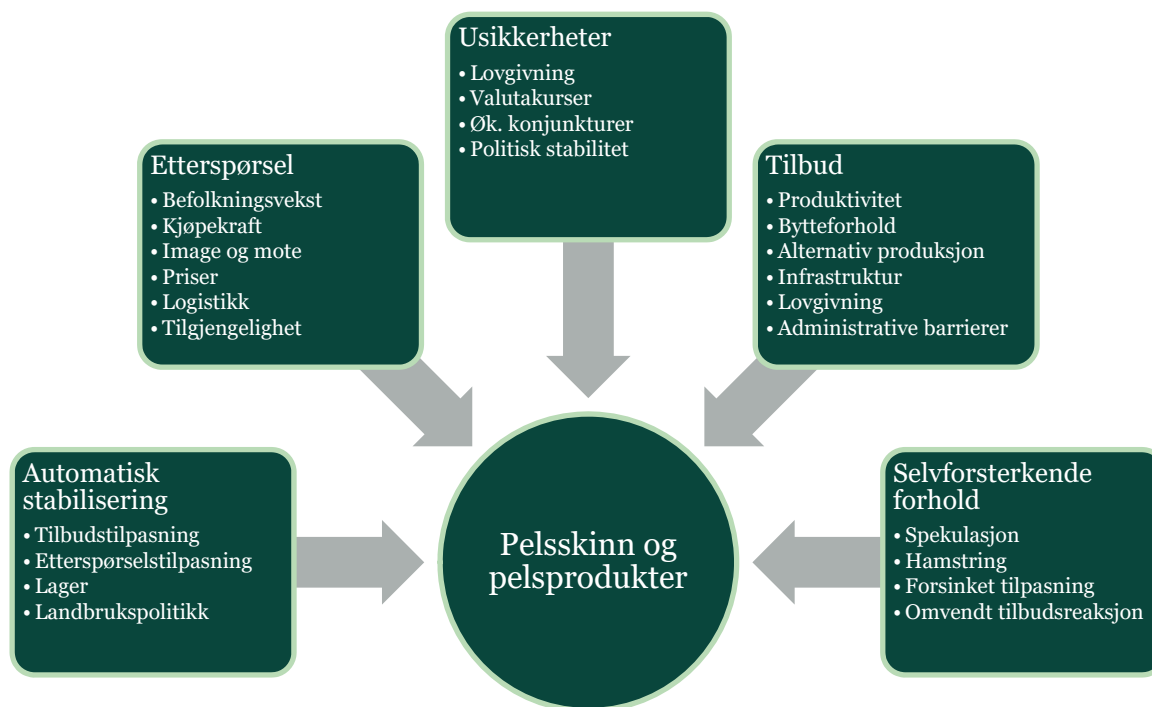 Usikkerheter
• Lovgivning
• Valutakurser
• Øk. konjunkturer
• Politisk stabilitet
Etterspørsel
• Befolkningsvekst
• Kjøpekraft
• Image og mote
• Priser
• Logistikk
• Tilgjengelighet
Tilbud
• Produktivitet
• Bytteforhold
• Alternativ produksjon
• Infrastruktur
• Lovgivning
• Administrative barrierer
Automatisk
stabilisering
• Tilbudstilpasning
• Etterspørselstilpasning
• Lager
• Landbrukspolitikk
Pelsskinn og
pelsprodukter
Selvforsterkende
forhold
• Spekulasjon
• Hamstring
• Forsinket tilpasning
• Omvendt tilbudsreaksjon